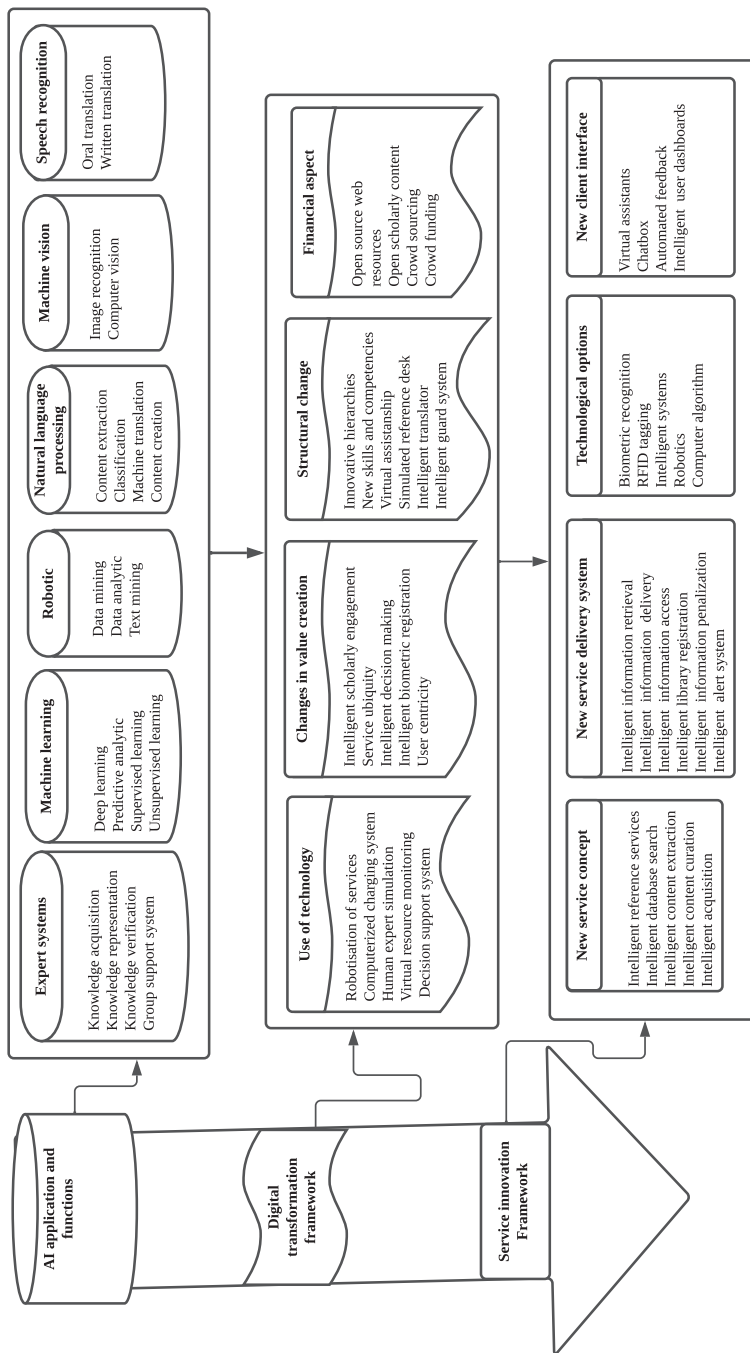 AI application and
functions
Expert systems
Knowledge acquisition
Knowledge representation
Knowledge verification
Group support system
Machine learning
Deep learning
Predictive analytic
Supervised learning
Unsupervised learning
Robotic
Data mining
Data analytic
Text mining
Natural language
processing
Content extraction
Classification
Machine translation
Content creation
Machine vision
Image recognition
Computer vision
Speech recognition
Oral translation
Written translation
Digital
transformation
framework
Use of technology
Robotisation of services
Computerized charging system
Human expert simulation
Virtual resource monitoring
Decision support system
Changes in value creation
Intelligent scholarly engagement
Service ubiquity
Intelligent decision making
Intelligent biometric registration
User centricity
Structural change
Innovative hierarchies
New skills and competencies
Virtual assistanship
Simulated reference desk
Intelligent translator
Intelligent guard system
Financial aspect
Open source web
resources
Open scholarly content
Crowd sourcing
Crowd funding
Service innovation
Framework
New service concept
Intelligent reference services
Intelligent database search
Intelligent content extraction
Intelligent content curation
Intelligent acquisition
New service delivery system
Intelligent information retrieval
Intelligent information delivery
Intelligent information access
Intelligent library registration
Intelligent information penalization
Intelligent alert system
Technological options
Biometric recognition
RFID tagging
Intelligent systems
Robotics
Computer algorithm
New client interface
Virtual assistants
Chatbox
Automated feedback
Intelligent user dashboards